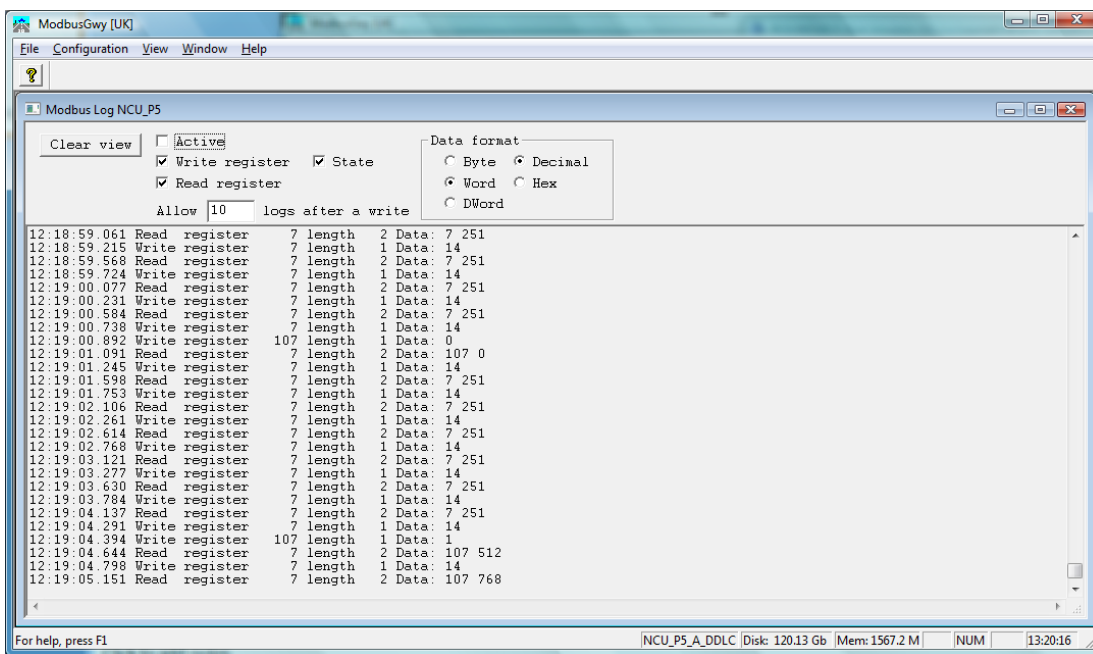 ModbusGwy [UK]
File Configuration View Window Help
Modbus Log NCU_P5
Clear view
Active
Write register State
Read register
Allow 10 logs after a write
Data format
Byte Decimal
Word Hex
DWord
12:18:59.061 Read register 7 length 2 Data: 7 251
12:18:59.215 Write register 7 length 1 Data: 14
12:18:59.568 Read register 7 length 2 Data: 7 251
12:18:59.724 Write register 7 length 1 Data: 14
12:19:00.077 Read register 7 length 2 Data: 7 251
12:19:00.231 Write register 7 length 1 Data: 14
12:19:00.584 Read register 7 length 2 Data: 7 251
12:19:00.738 Write register 7 length 1 Data: 14
12:19:00.892 Write register 107 length 1 Data: 0
12:19:01.091 Read register 7 length 2 Data: 107 0
12:19:01.245 Write register 7 length 1 Data: 14
12:19:01.598 Read register 7 length 2 Data: 7 251
12:19:01.753 Write register 7 length 1 Data: 14
12:19:02.106 Read register 7 length 2 Data: 7 251
12:19:02.261 Write register 7 length 1 Data: 14
12:19:02.614 Read register 7 length 2 Data: 7 251
12:19:02.768 Write register 7 length 1 Data: 14
12:19:03.121 Read register 7 length 2 Data: 7 251
12:19:03.277 Write register 7 length 1 Data: 14
12:19:03.630 Read register 7 length 2 Data: 7 251
12:19:03.784 Write register 7 length 1 Data: 14
12:19:04.137 Read register 7 length 2 Data: 7 251
12:19:04.291 Write register 7 length 1 Data: 14
12:19:04.394 Write register 107 length 1 Data: 1
12:19:04.644 Read register 7 length 2 Data: 107 512
12:19:04.798 Write register 7 length 1 Data: 14
12:19:05.151 Read register 7 length 2 Data: 107 768
For help, press F1 NCU_P5_A_DDLC Disk: 120.13 Gb Mem: 1567.2 M NUM 13:20:16